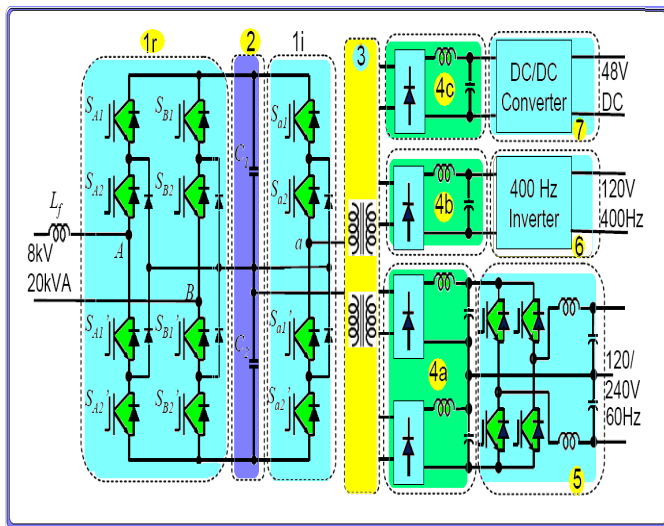 1r
2
1i
3
S_A1
S_B1
S_a1
S_A2
S_B2
S_a2
C_1
L_f
8kV
20kVA
A
B
a
S_A1'
S_B1'
S_a1'
C_2
S_A2'
S_B2'
S_a2'
4c
DC/DC
Converter
7
48V
DC
4b
400 Hz
Inverter
6
120V
400Hz
4a
5
120/
240V
60Hz